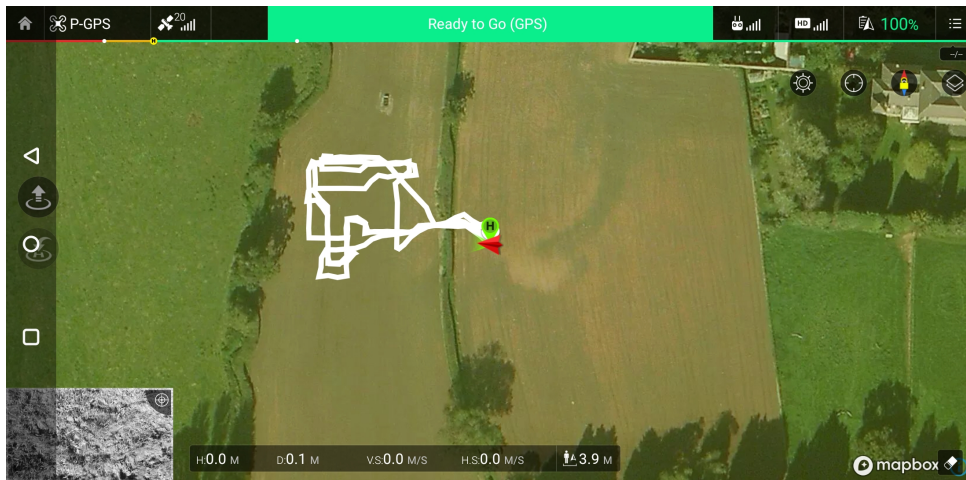 P-GPS
20
Ready to Go (GPS)
HD
100%
H
–/–
H
H:0.0 M
D:0.1 M
V.S:0.0 M/S
H.S:0.0 M/S
3.9 M
mapbox